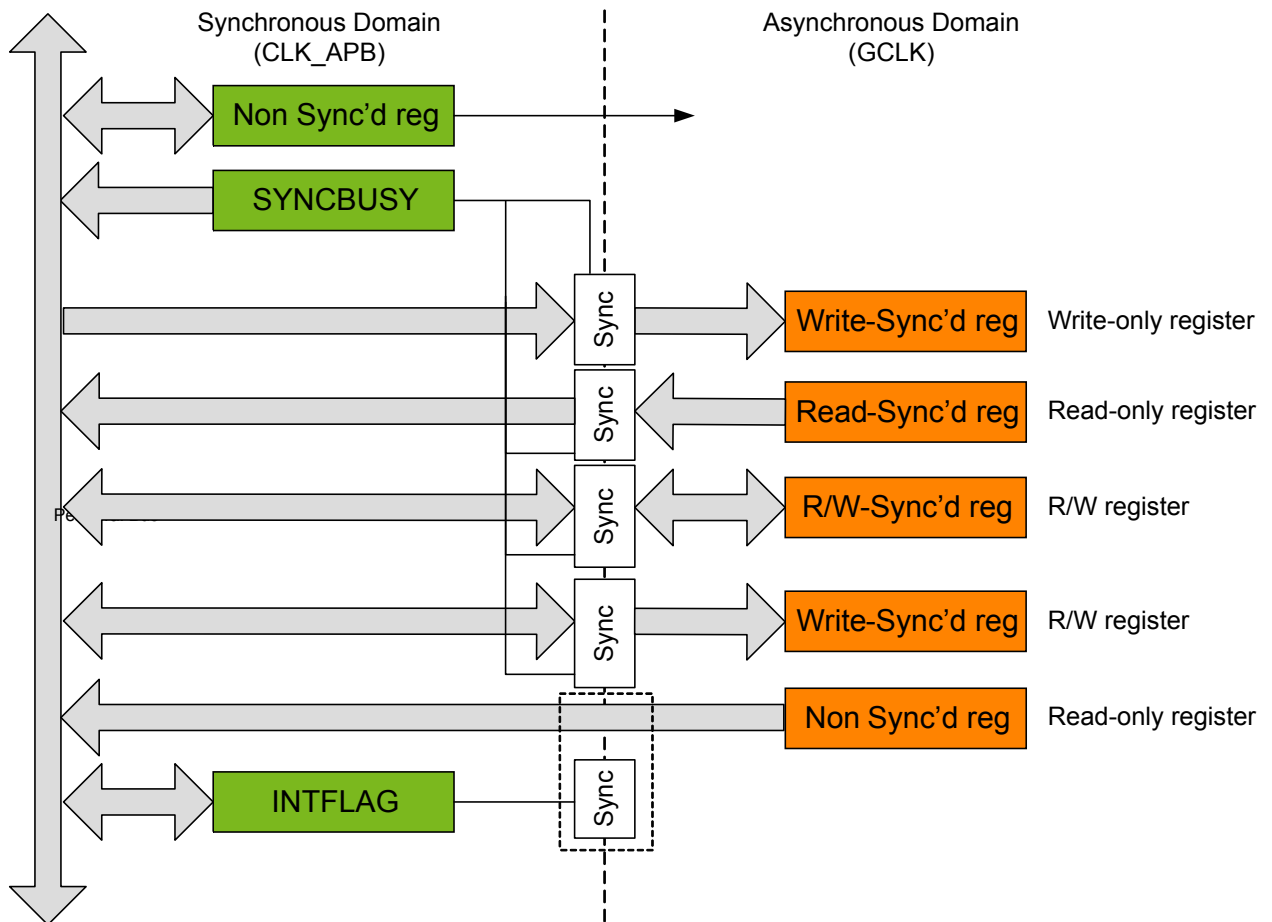 Synchronous Domain
(CLK_APB)
Asynchronous Domain
(GCLK)
Non Sync’d reg
SYNCBUSY
Sync
Write-Sync’d reg
Write-only register
Sync
Read-Sync’d reg
Read-only register
Sync
R/W-Sync’d reg
R/W register
Sync
Write-Sync’d reg
R/W register
Non Sync’d reg
Read-only register
INTFLAG
Sync